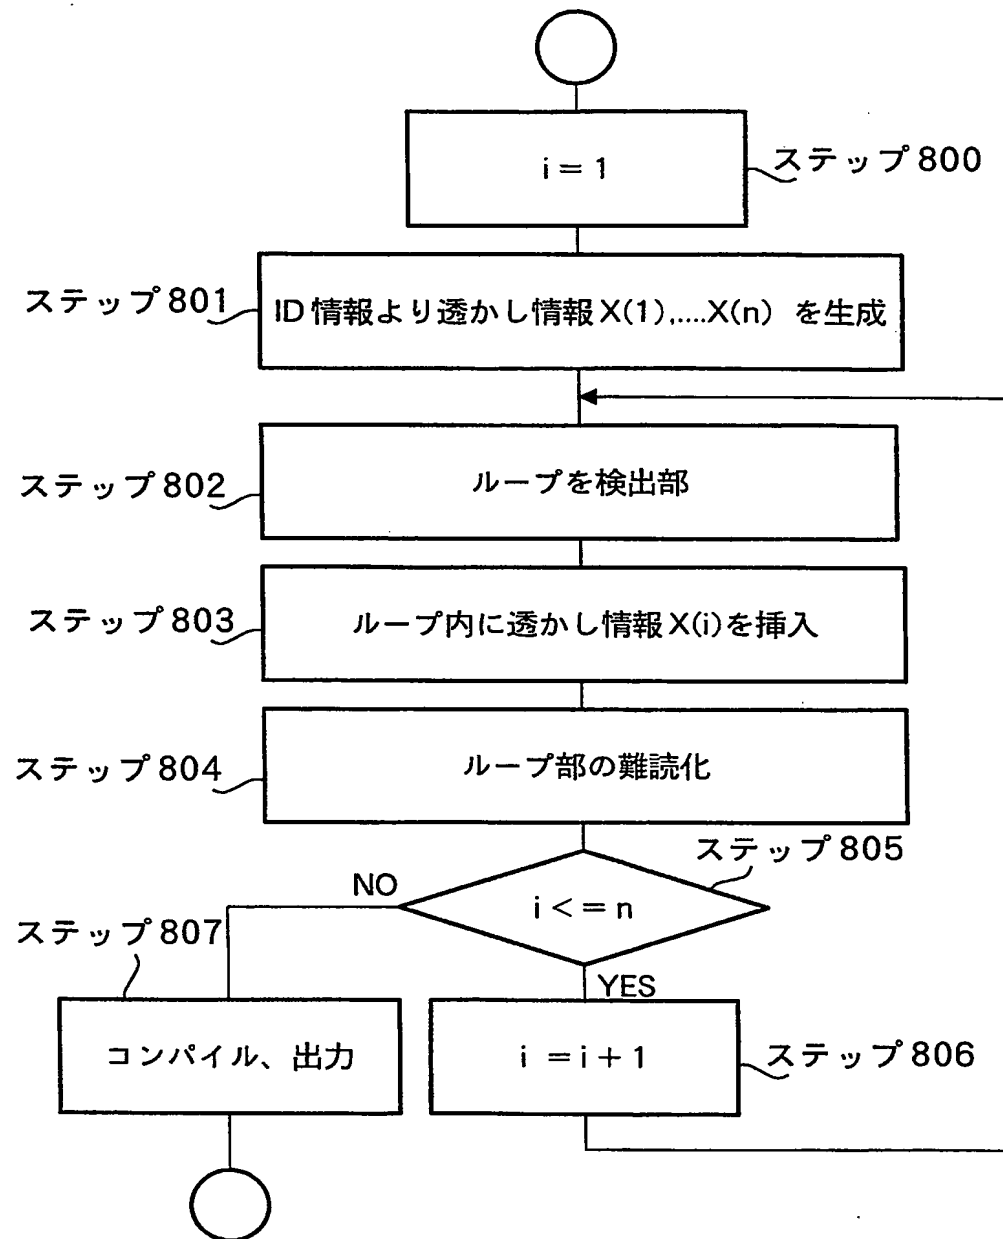 i = 1
ステップ800
ステップ801
ID 情報より透かし情報 X(1),....X(n) を生成
ステップ802
ループを検出部
ステップ803
ループ内に透かし情報 X(i) を挿入
ステップ804
ループ部の難読化
ステップ805
NO
i < = n
ステップ807
YES
コンパイル、出力
i = i + 1
ステップ806